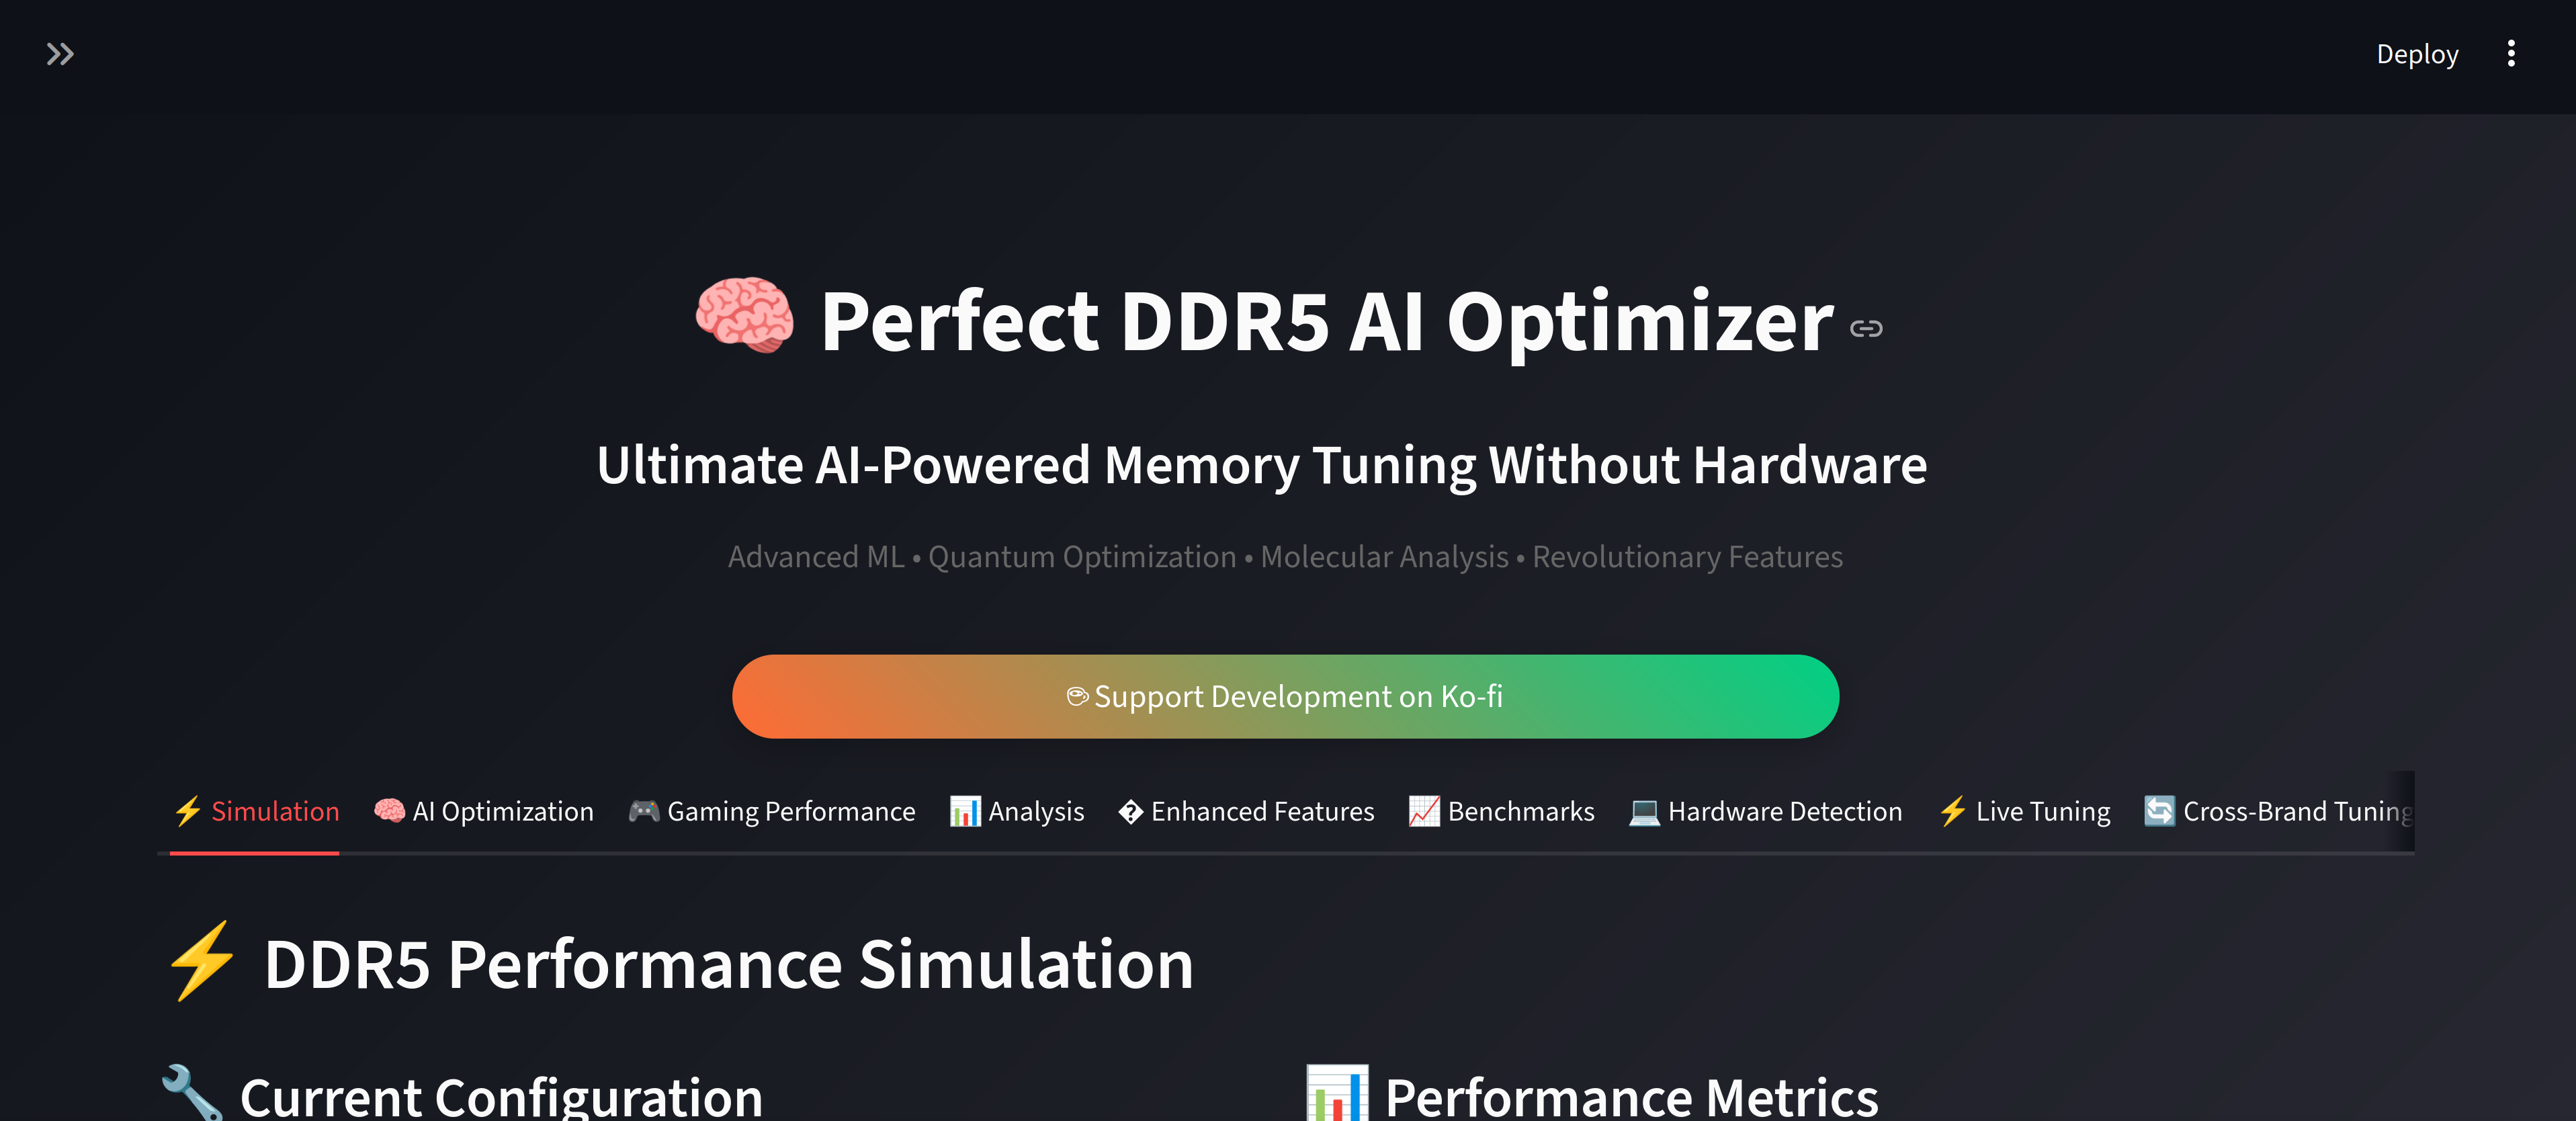 Deploy
🧠 Perfect DDR5 AI Optimizer
Ultimate AI-Powered Memory Tuning Without Hardware
Advanced ML • Quantum Optimization • Molecular Analysis • Revolutionary Features
☕ Support Development on Ko-fi
⚡ Simulation 🧠 AI Optimization 🎮 Gaming Performance 📊 Analysis � Enhanced Features 📈 Benchmarks 💻 Hardware Detection ⚡ Live Tuning 🔄 Cross-Brand Tuning
⚡ DDR5 Performance Simulation
🔧 Current Configuration 📊 Performance Metrics